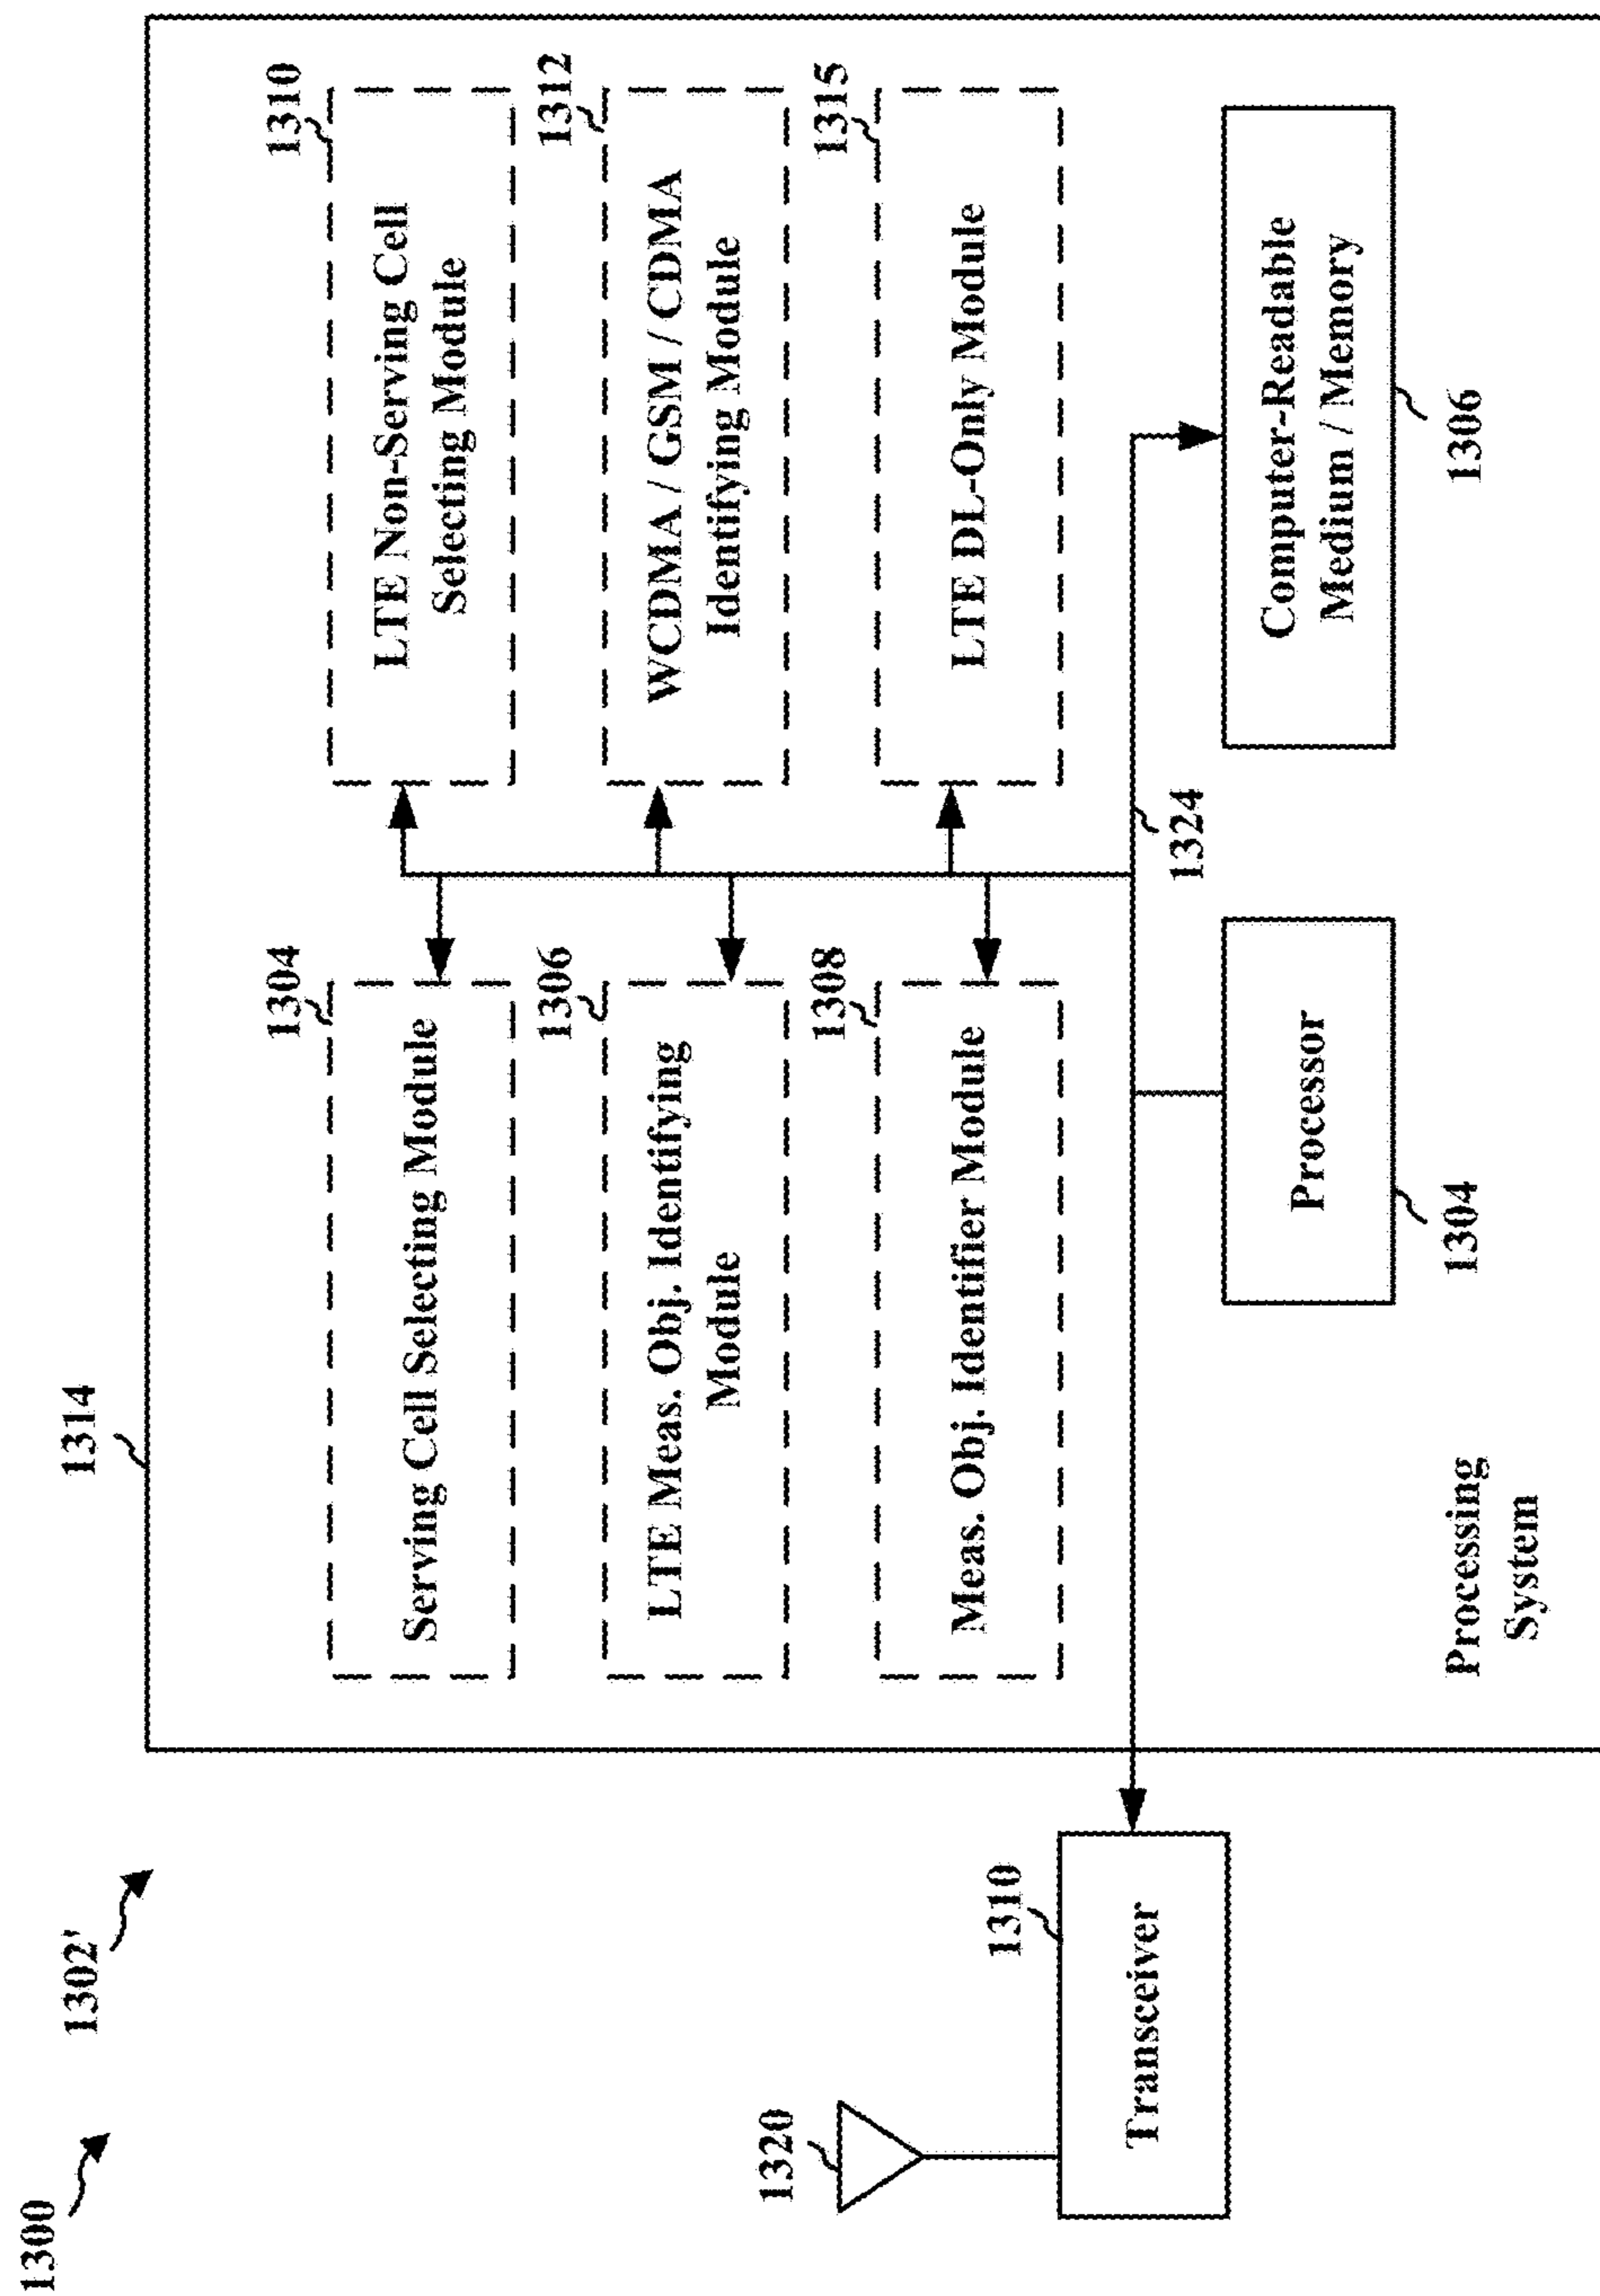 1300
1302'
1314
1304
Serving Cell Selecting Module
1310
LTE Non-Serving Cell
Selecting Module
1306
LTE Meas. Obj. Identifying
Module
1312
WCDMA / GSM / CDMA
Identifying Module
1308
Meas. Obj. Identifier Module
1315
LTE DL-Only Module
1320
1310
Transceiver
1324
Processor
1304
Computer-Readable
Medium / Memory
1306
Processing
System